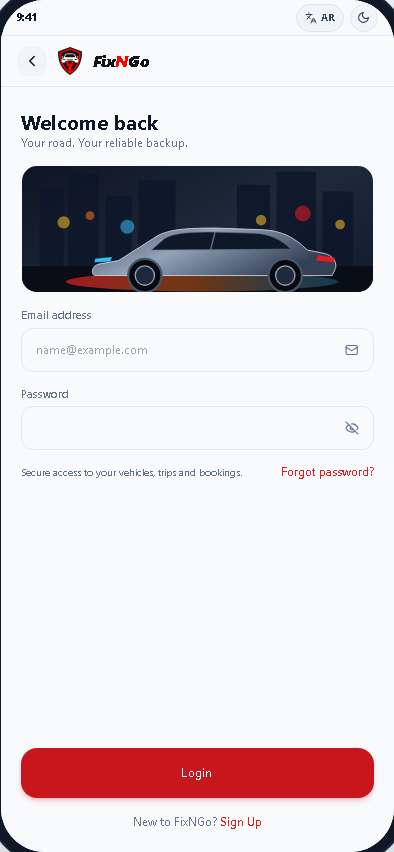 9:41
AR
FixNGo
Welcome back
Your road. Your reliable backup.
Email address
name@example.com
Password
Secure access to your vehicles, trips and bookings.
Forgot password?
Login
New to FixNGo? Sign Up